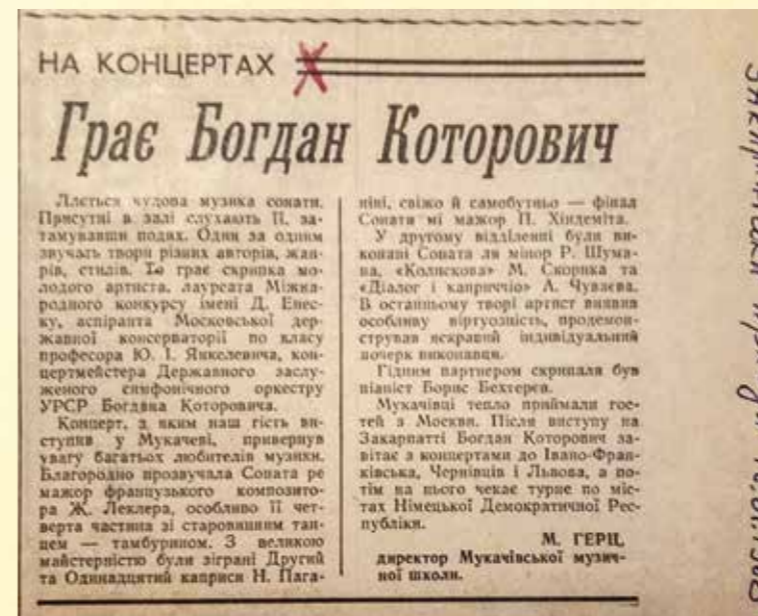 НА КОНЦЕРТАХ
Грає Богдан Которович
Ллється чудова музика сонати.
Присутні в залі слухають її, за-
тамувавши подих. Один за одним
звучать твори різних авторів, жан-
рів, стилів. То грає скрипка мо-
лодого артиста, лауреата Міжна-
родного конкурсу імені Д. Енес-
ку, аспіранта Московської дер-
жавної консерваторії по класу
професора Ю. І. Янкелевича, кон-
цертмейстера Державного заслу-
женого симфонічного оркестру
УРСР Богдана Которовича.
Концерт, з яким наш гість ви-
ступив у Мукачеві, привернув
увагу багатьох любителів музики.
Благородно прозвучала Соната ре
мажор французького композито-
ра Ж. Леклера, особливо її чет-
верта частина зі старовинним тан-
цем — тамбурином. З великою
майстерністю були зіграні Другий
та Одинадцятий каприси Н. Пага-
ніні, свіжо й самобутньо — фінал
Сонати мі мажор П. Хіндеміта.
У другому відділенні були ви-
конані Соната ля мінор Р. Шума-
на, «Колискова» М. Скорика та
«Діалог і каприччіо» Л. Чуваєва.
В останньому творі артист виявив
особливу віртуозність, продемон-
стрував яскравий індивідуальний
почерк виконавця.
Гідним партнером скрипаля був
піаніст Борис Бехтерєв.
Мукачівці тепло приймали гос-
тей з Москви. Після виступу на
Закарпатті Богдан Которович за-
вітає з концертами до Івано-Фран-
ківська, Чернівців і Львова, а по-
тім на нього чекає турне по міс-
тах Німецької Демократичної Рес-
публіки.
М. ГЕРЦ,
директор Мукачівської музич-
ної школи.